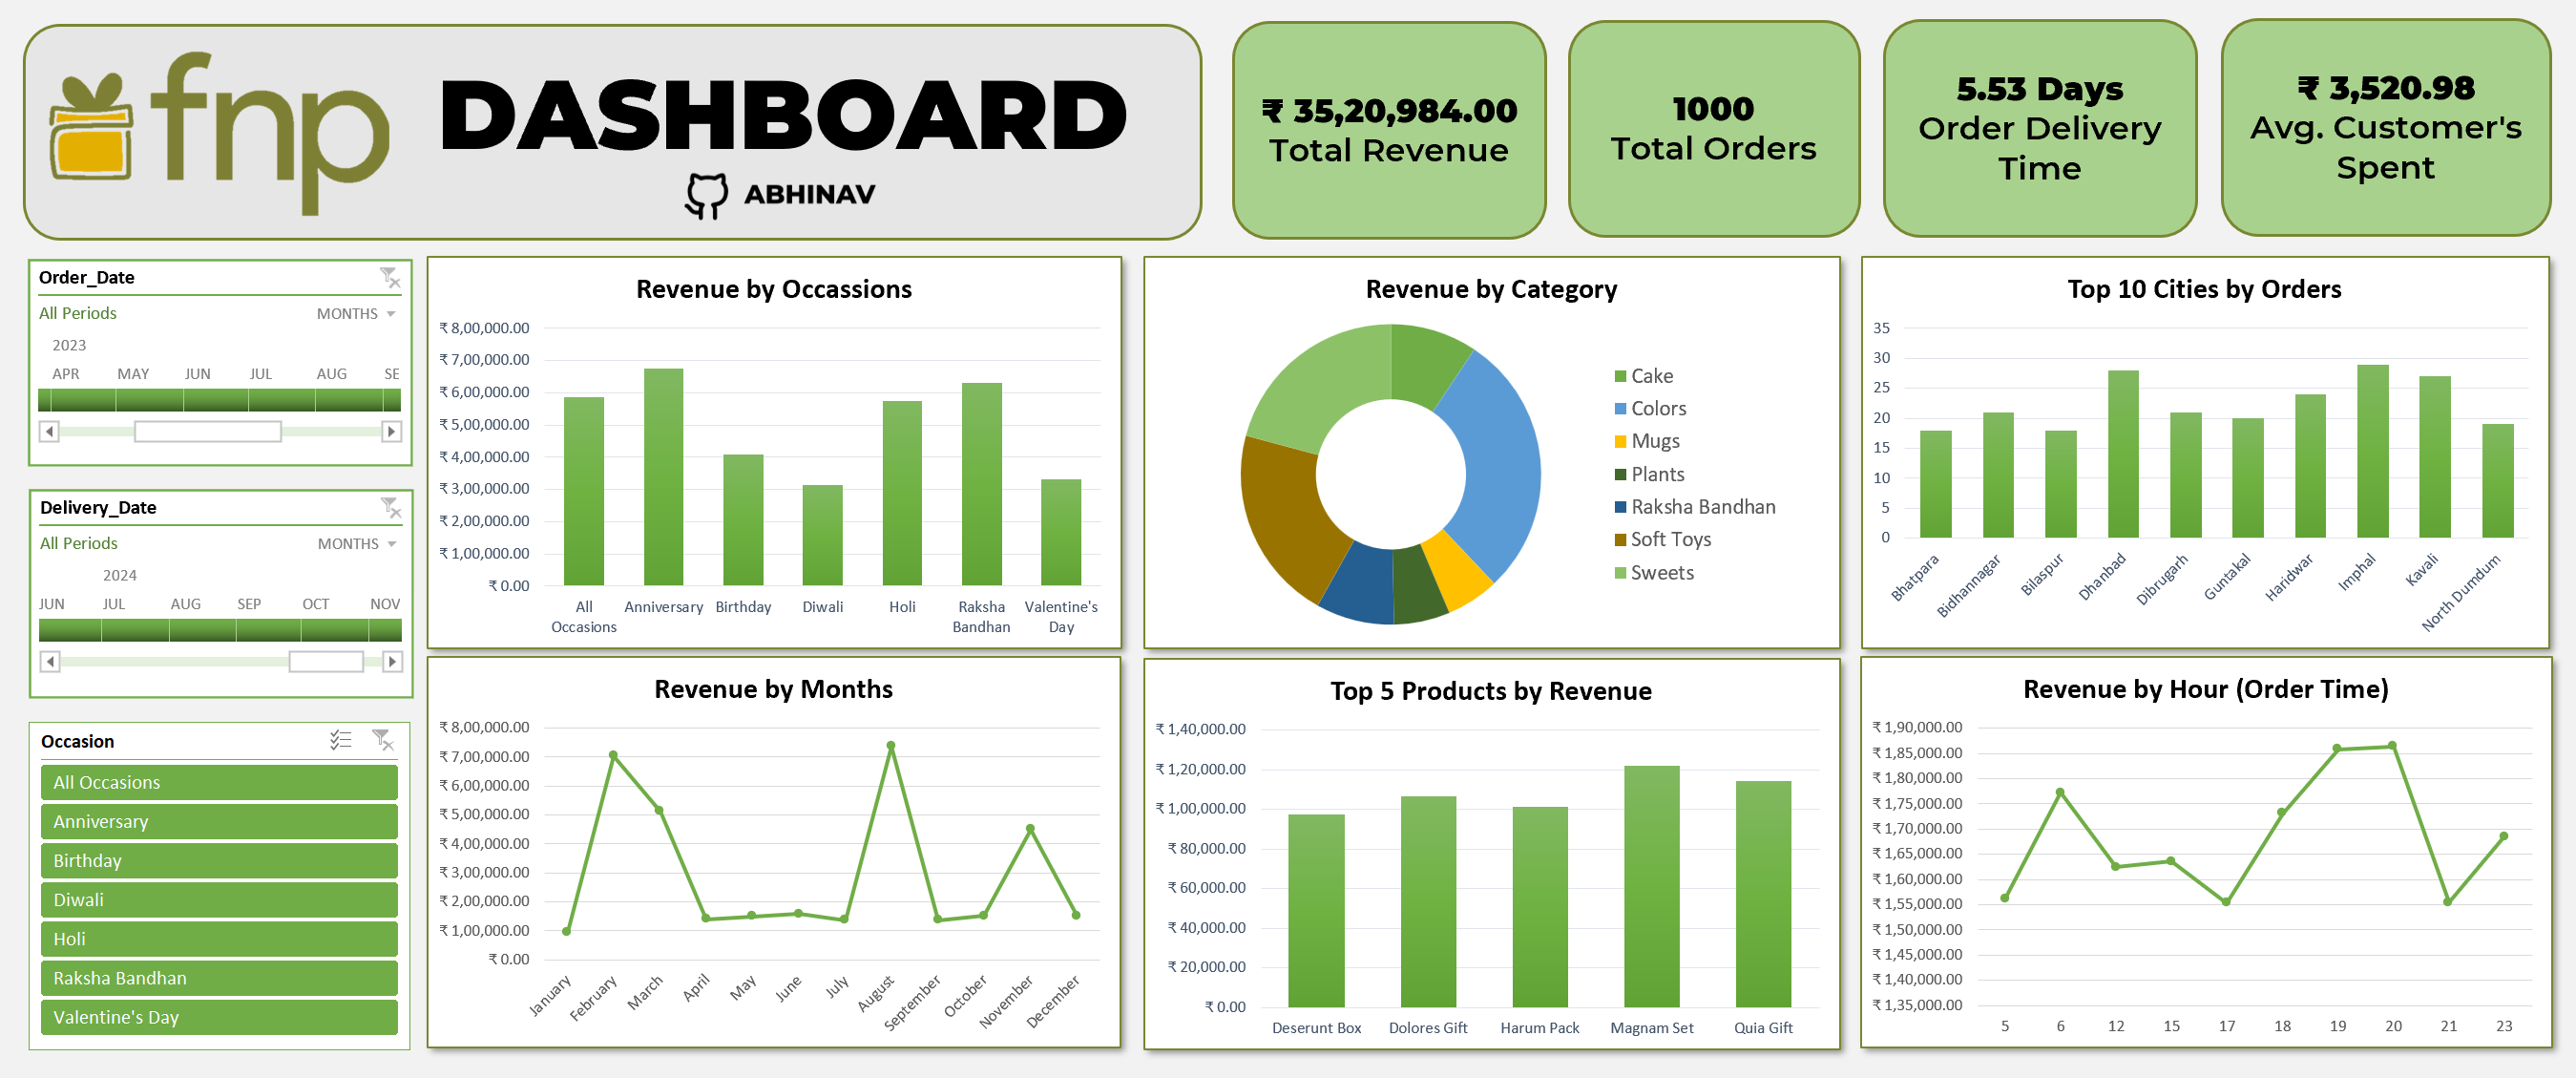 fnp
DASHBOARD
ABHINAV
₹ 35,20,984.00
Total Revenue
1000
Total Orders
5.53 Days
Order Delivery
Time
₹ 3,520.98
Avg. Customer's
Spent
Order_Date
All Periods
MONTHS
2023
APR MAY JUN JUL AUG SE
Delivery_Date
All Periods
MONTHS
2024
JUN JUL AUG SEP OCT NOV
Occasion
All Occasions
Anniversary
Birthday
Diwali
Holi
Raksha Bandhan
Valentine's Day
Revenue by Occassions
₹ 8,00,000.00
₹ 7,00,000.00
₹ 6,00,000.00
₹ 5,00,000.00
₹ 4,00,000.00
₹ 3,00,000.00
₹ 2,00,000.00
₹ 1,00,000.00
₹ 0.00
All Occasions
Anniversary
Birthday
Diwali
Holi
Raksha Bandhan
Valentine's Day
Revenue by Category
Cake
Colors
Mugs
Plants
Raksha Bandhan
Soft Toys
Sweets
Top 10 Cities by Orders
35
30
25
20
15
10
5
0
Bhatpara
Bidhannagar
Bilaspur
Dhanbad
Dibrugarh
Guntakal
Haridwar
Imphal
Kavali
North Dumdum
Revenue by Months
₹ 8,00,000.00
₹ 7,00,000.00
₹ 6,00,000.00
₹ 5,00,000.00
₹ 4,00,000.00
₹ 3,00,000.00
₹ 2,00,000.00
₹ 1,00,000.00
₹ 0.00
January
February
March
April
May
June
July
August
September
October
November
December
Top 5 Products by Revenue
₹ 1,40,000.00
₹ 1,20,000.00
₹ 1,00,000.00
₹ 80,000.00
₹ 60,000.00
₹ 40,000.00
₹ 20,000.00
₹ 0.00
Deserunt Box
Dolores Gift
Harum Pack
Magnam Set
Quia Gift
Revenue by Hour (Order Time)
₹ 1,90,000.00
₹ 1,85,000.00
₹ 1,80,000.00
₹ 1,75,000.00
₹ 1,70,000.00
₹ 1,65,000.00
₹ 1,60,000.00
₹ 1,55,000.00
₹ 1,50,000.00
₹ 1,45,000.00
₹ 1,40,000.00
₹ 1,35,000.00
5 6 12 15 17 18 19 20 21 23